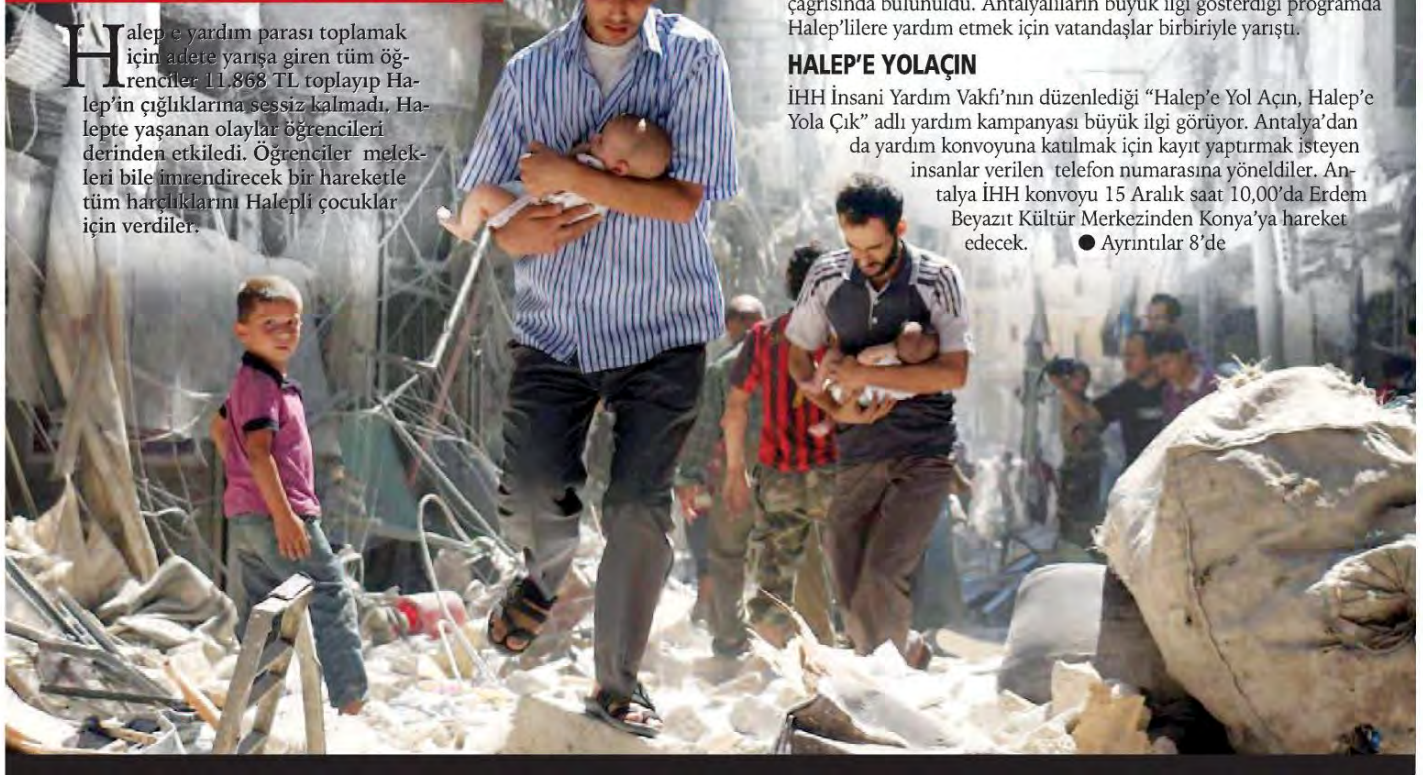 Halep'e yardım parası toplamak
için adete yarışa giren tüm öğ-
renciler 11.868 TL toplayıp Ha-
lep'in çığlıklarına sessiz kalmadı. Ha-
lepte yaşanan olaylar öğrencileri
derinden etkiledi. Öğrenciler melek-
leri bile imrendirecek bir hareketle
tüm harçlıklarını Halepli çocuklar
için verdiler.
çağrısında bulunuldu. Antalyalıların büyük ilgi gösterdiği programda
Halep'lilere yardım etmek için vatandaşlar birbiriyle yarıştı.
HALEP'E YOLAÇIN
İHH İnsani Yardım Vakfı'nın düzenlediği “Halep'e Yol Açın, Halep'e
Yola Çık” adlı yardım kampanyası büyük ilgi görüyor. Antalya'dan
da yardım konvoyuna katılmak için kayıt yaptırmak isteyen
insanlar verilen telefon numarasına yöneldiler. An-
talya İHH konvoyu 15 Aralık saat 10,00'da Erdem
Beyazıt Kültür Merkezinden Konya'ya hareket
edecek. ● Ayrıntılar 8'de